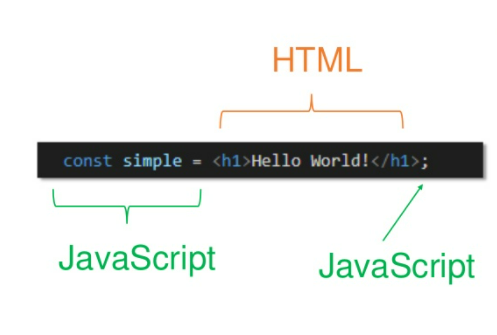 HTML
const simple = <h1>Hello World!</h1>;
JavaScript
JavaScript